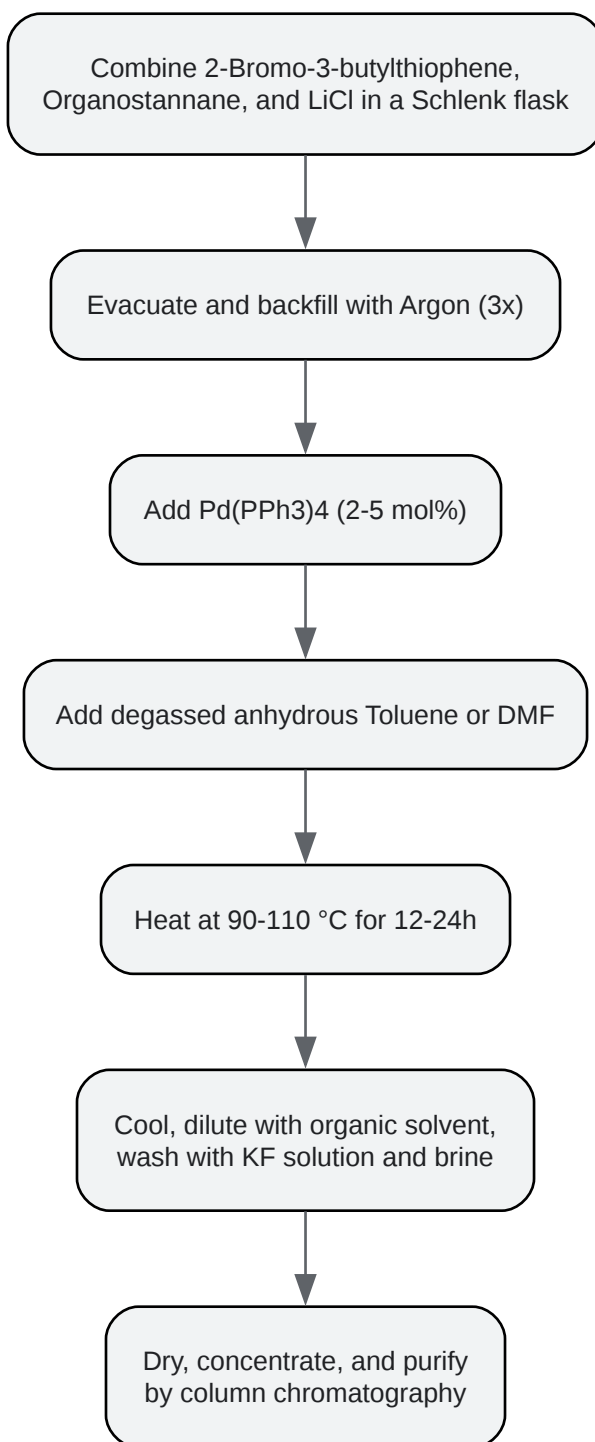 Combine 2-Bromo-3-butylthiophene,
Organostannane, and LiCl in a Schlenk flask
Evacuate and backfill with Argon (3x)
Add Pd(PPh3)4 (2-5 mol%)
Add degassed anhydrous Toluene or DMF
Heat at 90-110 °C for 12-24h
Cool, dilute with organic solvent,
wash with KF solution and brine
Dry, concentrate, and purify
by column chromatography